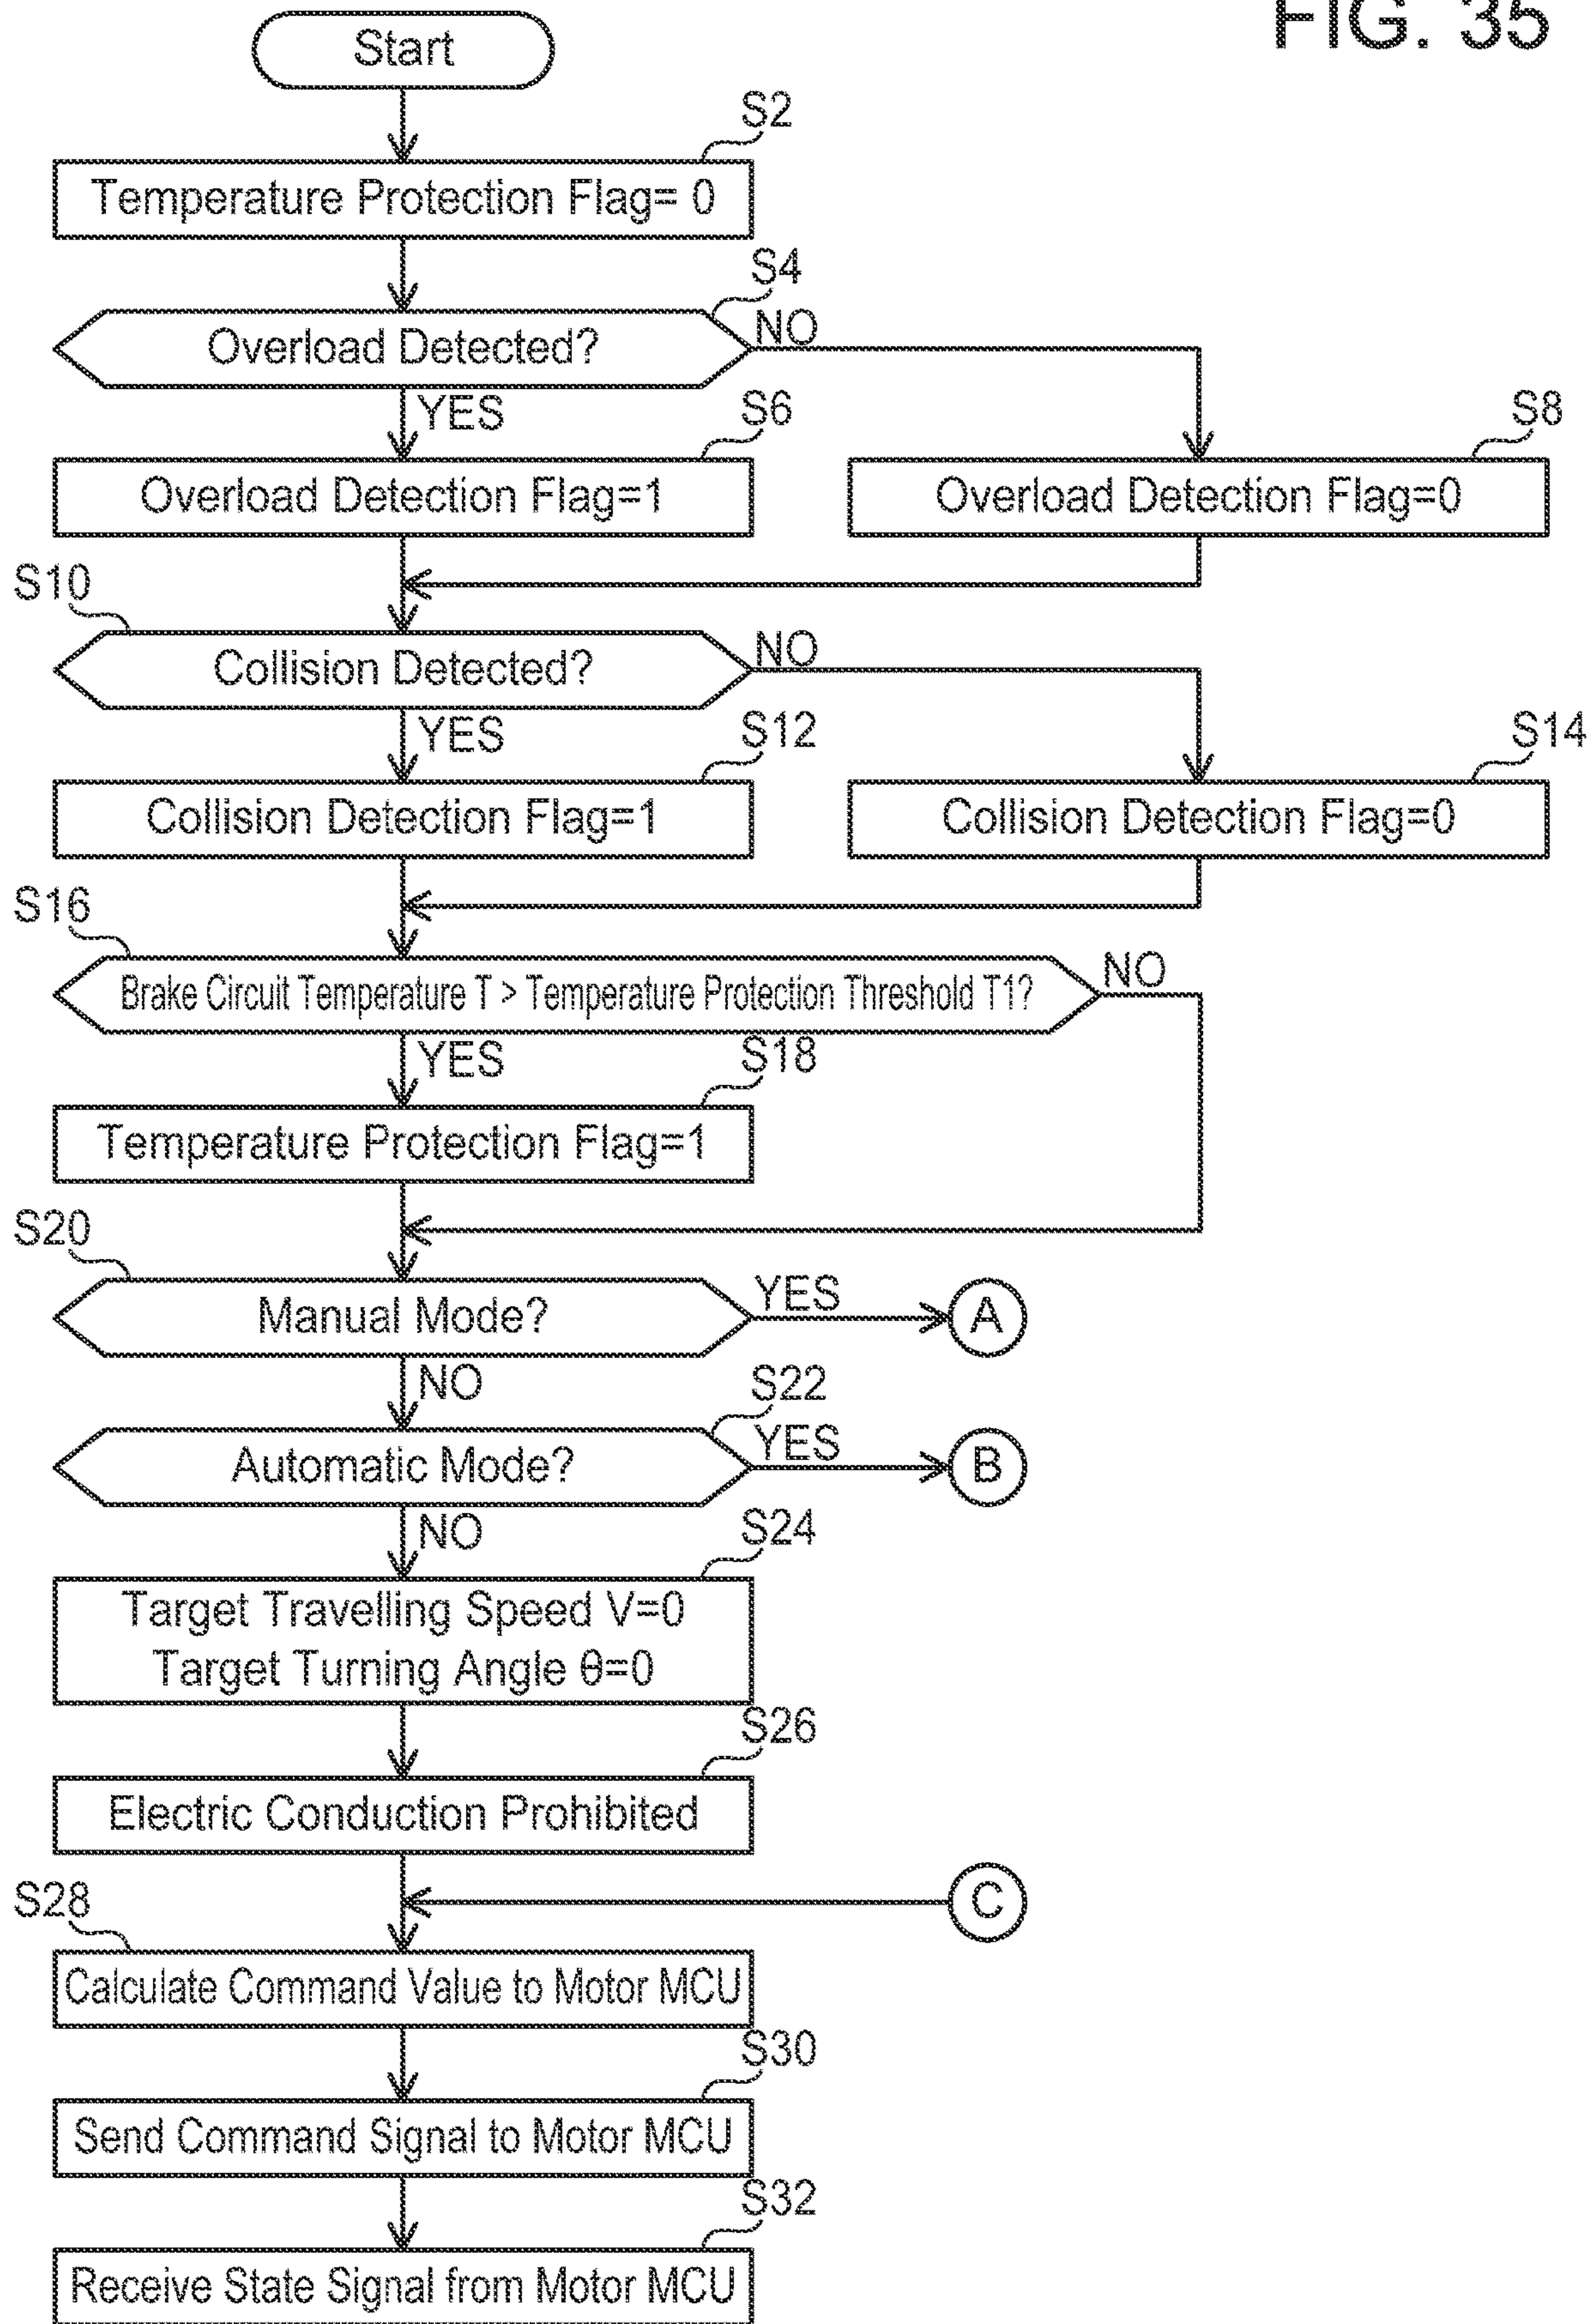 FIG. 35
Start
S2
Temperature Protection Flag= 0
S4
Overload Detected?
NO
YES
S6
S8
Overload Detection Flag=1
Overload Detection Flag=0
S10
Collision Detected?
NO
YES
S12
S14
Collision Detection Flag=1
Collision Detection Flag=0
S16
Brake Circuit Temperature T > Temperature Protection Threshold T1?
NO
YES
S18
Temperature Protection Flag=1
S20
Manual Mode?
YES
A
NO
S22
Automatic Mode?
YES
B
NO
S24
Target Travelling Speed V=0
Target Turning Angle θ=0
S26
Electric Conduction Prohibited
C
S28
Calculate Command Value to Motor MCU
S30
Send Command Signal to Motor MCU
S32
Receive State Signal from Motor MCU